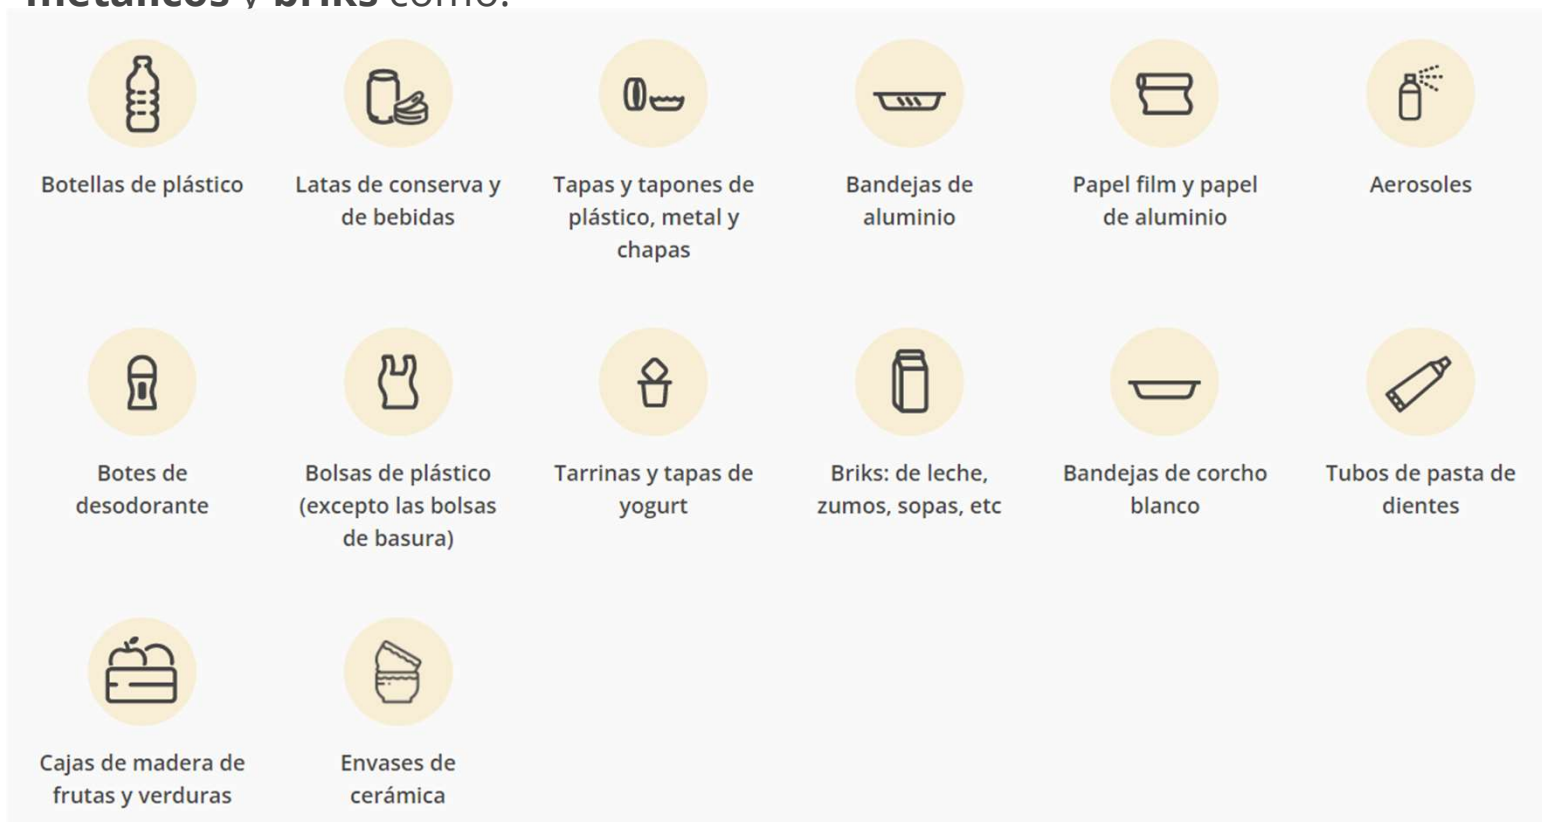 metálicos y briks como:
Botellas de plástico
Latas de conserva y
de bebidas
Tapas y tapones de
plástico, metal y
chapas
Bandejas de
aluminio
Papel film y papel
de aluminio
Aerosoles
Botes de
desodorante
Bolsas de plástico
(excepto las bolsas
de basura)
Tarrinas y tapas de
yogurt
Briks: de leche,
zumos, sopas, etc
Bandejas de corcho
blanco
Tubos de pasta de
dientes
Cajas de madera de
frutas y verduras
Envases de
cerámica